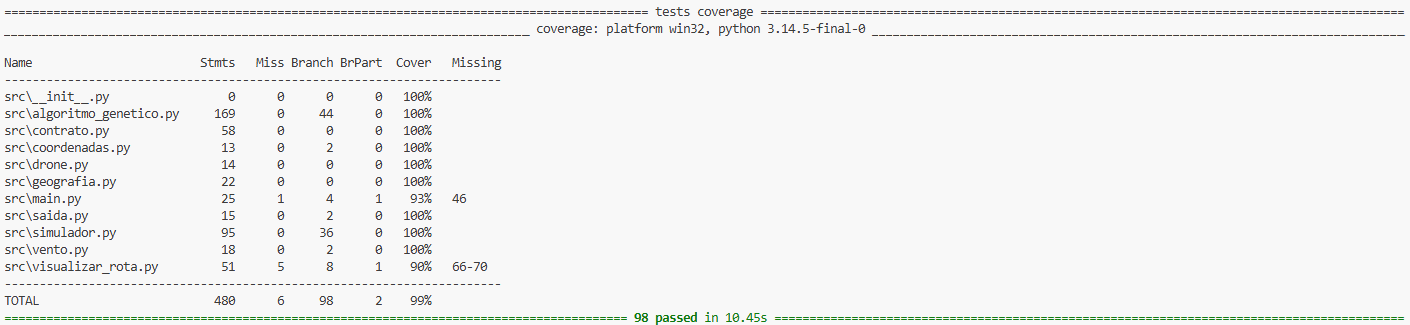 tests coverage
coverage: platform win32, python 3.14.5-final-0
Name Stmts Miss Branch BrPart Cover Missing
src\__init__.py 0 0 0 0 100%
src\algoritmo_genetico.py 169 0 44 0 100%
src\contrato.py 58 0 0 0 100%
src\coordenadas.py 13 0 2 0 100%
src\drone.py 14 0 0 0 100%
src\geografia.py 22 0 0 0 100%
src\main.py 25 1 4 1 93% 46
src\saida.py 15 0 2 0 100%
src\simulador.py 95 0 36 0 100%
src\vento.py 18 0 2 0 100%
src\visualizar_rota.py 51 5 8 1 90% 66-70
TOTAL 480 6 98 2 99%
98 passed in 10.45s